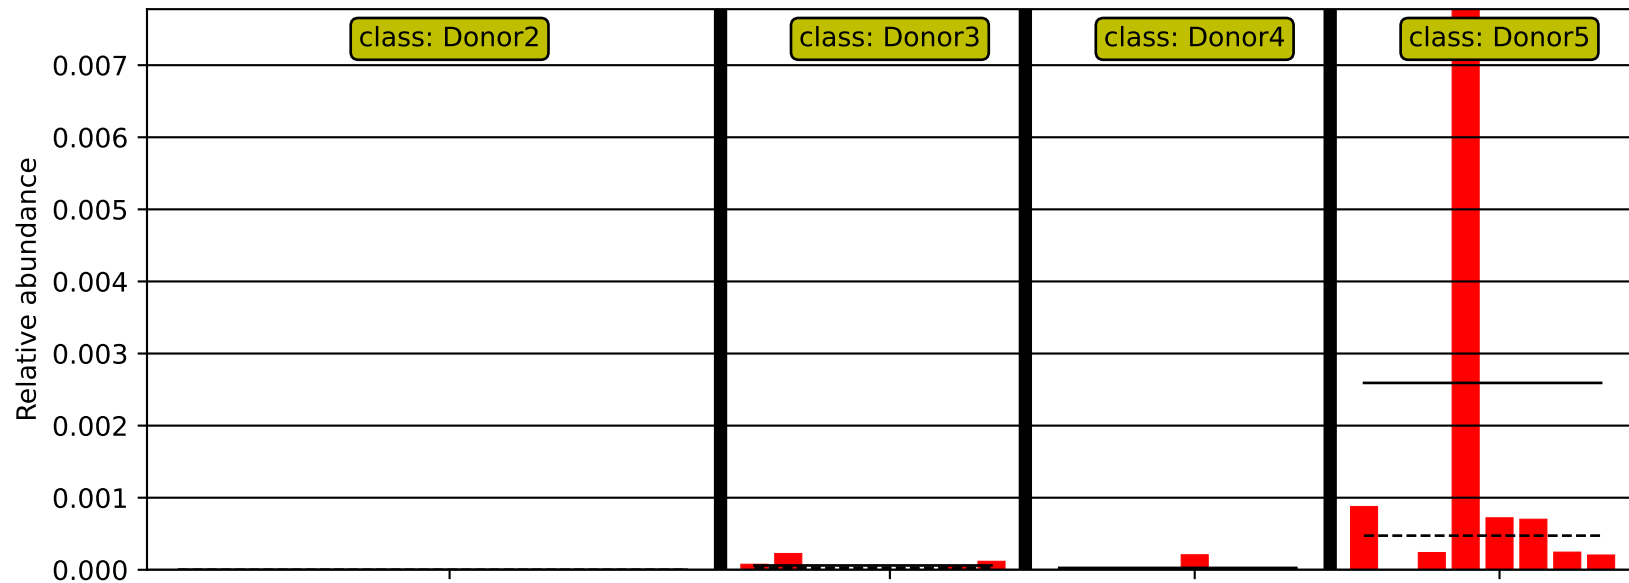 class: Donor2
class: Donor3
class: Donor4
class: Donor5
Relative abundance
0.007
0.006
0.005
0.004
0.003
0.002
0.001
0.000